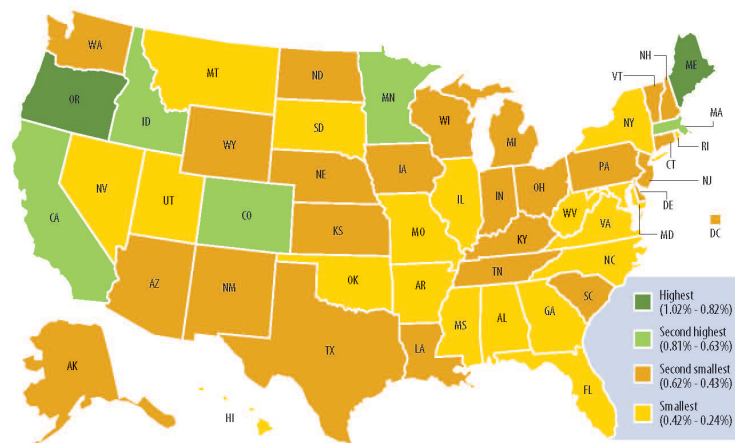 WA
MT
ND
MN
NH
VT
ME
OR
ID
SD
WI
MI
NY
MA
WY
RI
CT
IA
NE
PA
NJ
NV
UT
CO
IL
IN
OH
DE
CA
KS
MO
WV
VA
MD
DC
KY
AZ
NM
OK
AR
TN
NC
SC
MS
AL
GA
TX
LA
AK
FL
HI
Highest
(1.02% - 0.82%)
Second highest
(0.81% - 0.63%)
Second smallest
(0.62% - 0.43%)
Smallest
(0.42% - 0.24%)